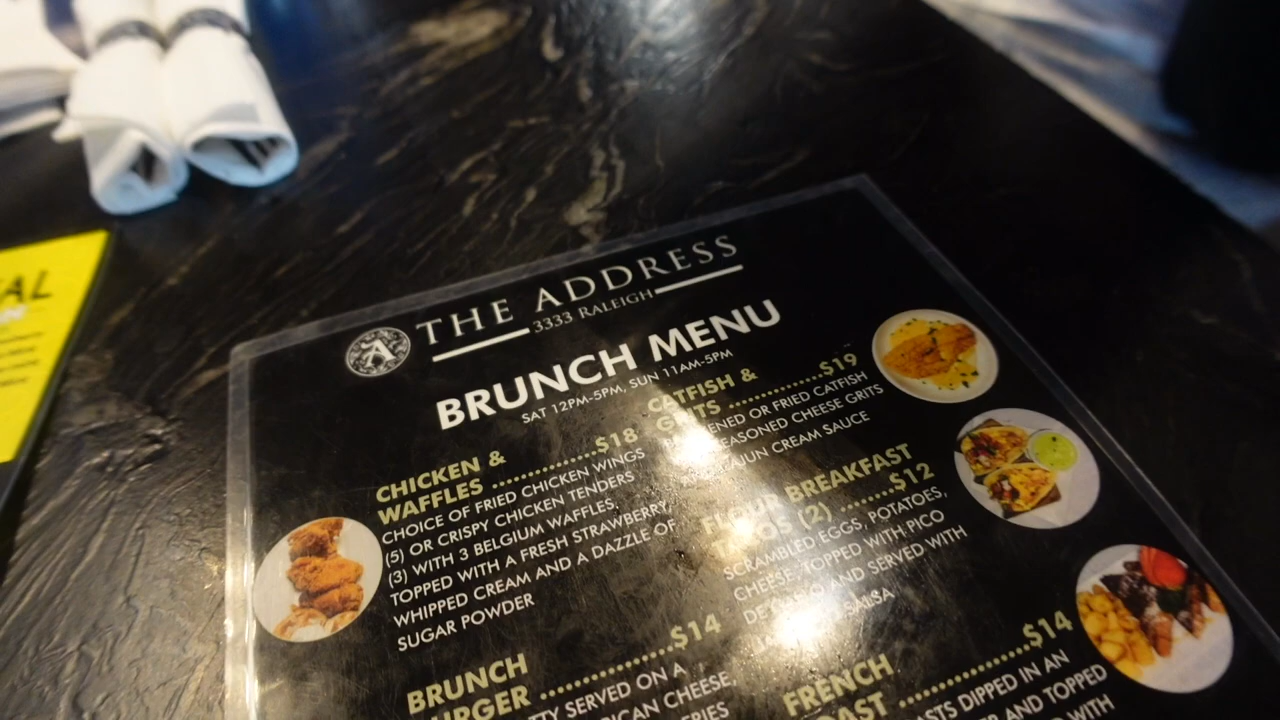 THE ADDRESS
3333 RALEIGH
BRUNCH MENU
SAT 12PM-5PM, SUN 11AM-5PM
CHICKEN &
WAFFLES ..............$18
CHOICE OF FRIED CHICKEN WINGS
(5) OR CRISPY CHICKEN TENDERS
(3) WITH 3 BELGIUM WAFFLES,
TOPPED WITH A FRESH STRAWBERRY,
WHIPPED CREAM AND A DAZZLE OF
SUGAR POWDER
BRUNCH
....................$14
SERVED ON A
CHEESE,
CATFISH &
GRITS ..............$19
OR FRIED CATFISH
SEASONED CHEESE GRITS
CAJUN CREAM SAUCE
FLOUR BREAKFAST
TACOS (2) .......$12
SCRAMBLED EGGS, POTATOES,
CHEESE, TOPPED WITH PICO
DE GALLO AND SERVED WITH
SALSA
FRENCH
....................$14
DIPPED IN AN
AND TOPPED
WITH